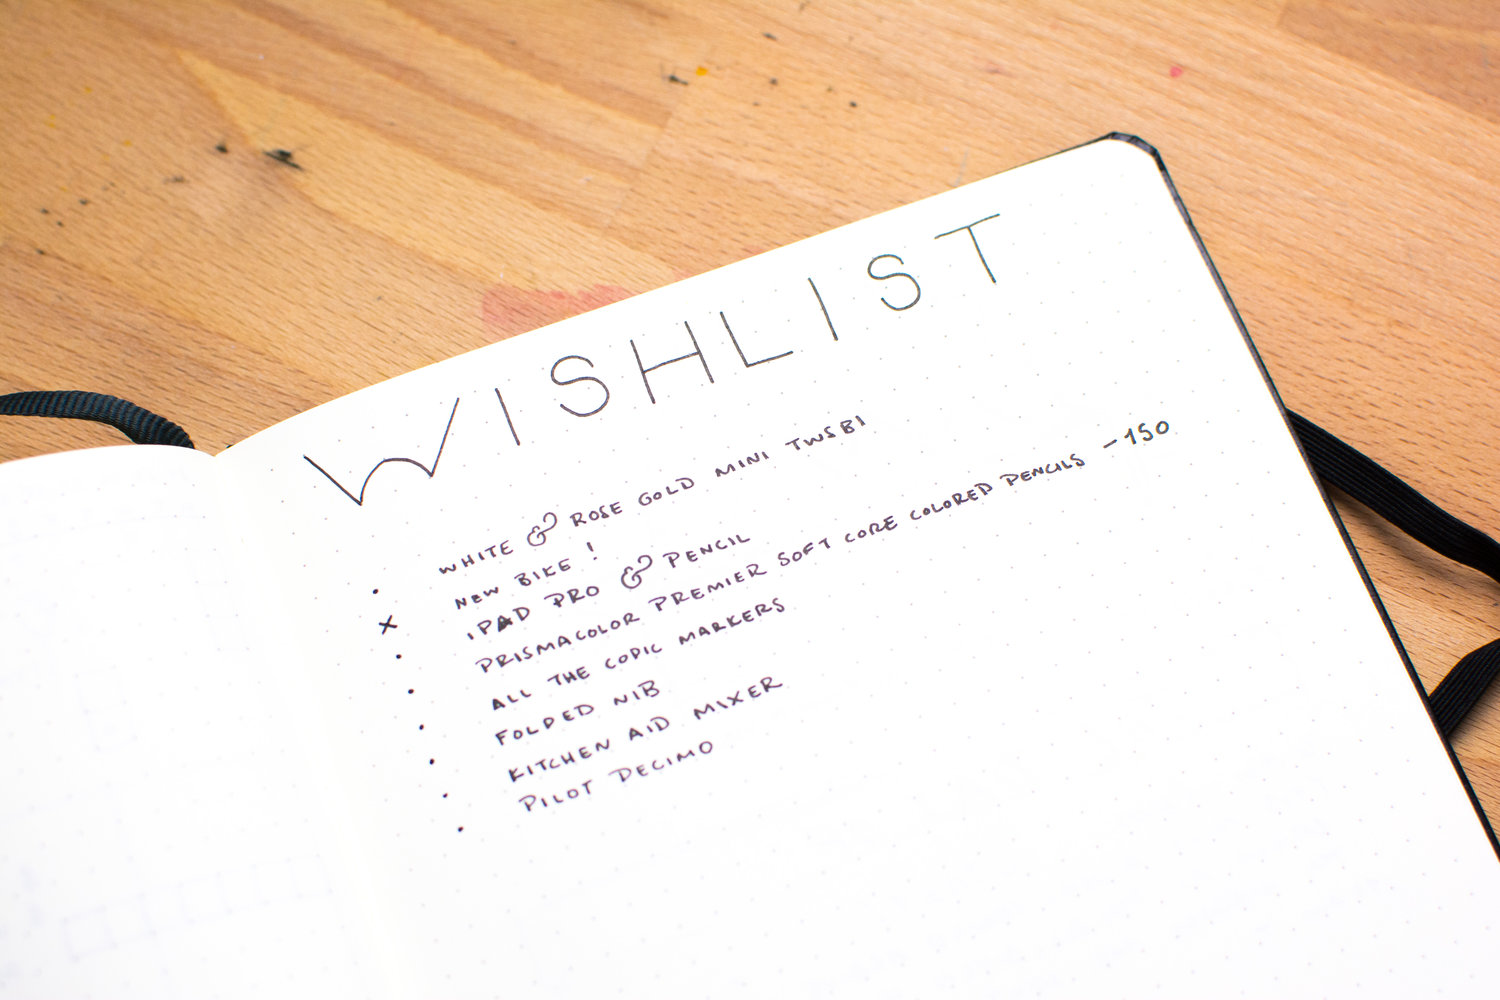 WISHLIST
· WHITE & ROSE GOLD MINI TWSBI
× NEW BIKE !
· iPAD PRO & PENCIL
· PRISMACOLOR PREMIER SOFT CORE COLORED PENCILS - 150
· ALL THE COPIC MARKERS
· FOLDED NIB
· KITCHEN AID MIXER
· PILOT DECIMO